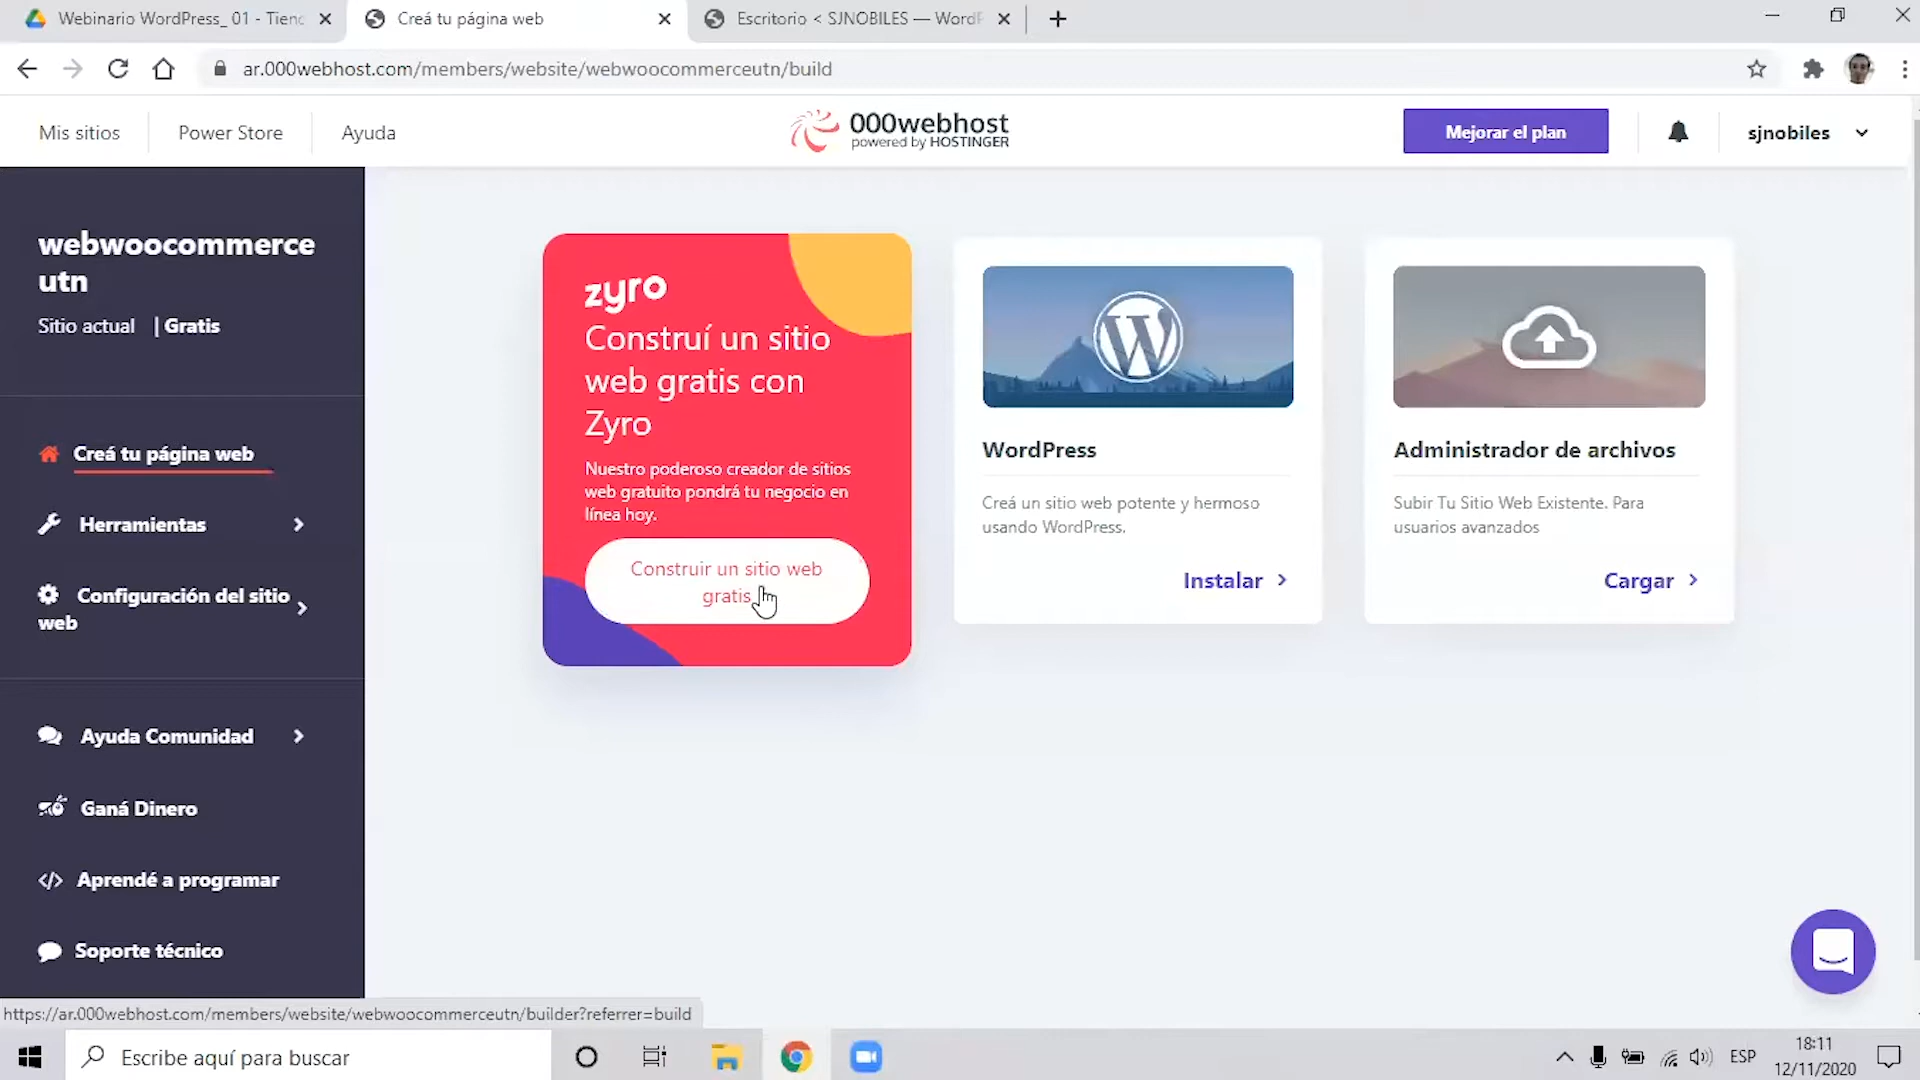 Webinario WordPress_ 01 - Tienc
Creá tu página web
Escritorio < SJNOBILES — WordP
ar.000webhost.com/members/website/webwoocommerceutn/build
Mis sitios
Power Store
Ayuda
000webhost
powered by HOSTINGER
Mejorar el plan
sjnobiles
webwoocommerce
utn
Sitio actual | Gratis
Creá tu página web
Herramientas
Configuración del sitio
web
Ayuda Comunidad
Ganá Dinero
Aprendé a programar
Soporte técnico
zyro
Construí un sitio
web gratis con
Zyro
Nuestro poderoso creador de sitios
web gratuito pondrá tu negocio en
línea hoy.
Construir un sitio web
gratis
WordPress
Creá un sitio web potente y hermoso
usando WordPress.
Instalar
Administrador de archivos
Subir Tu Sitio Web Existente. Para
usuarios avanzados
Cargar
https://ar.000webhost.com/members/website/webwoocommerceutn/builder?referrer=build
Escribe aquí para buscar
ESP
18:11
12/11/2020